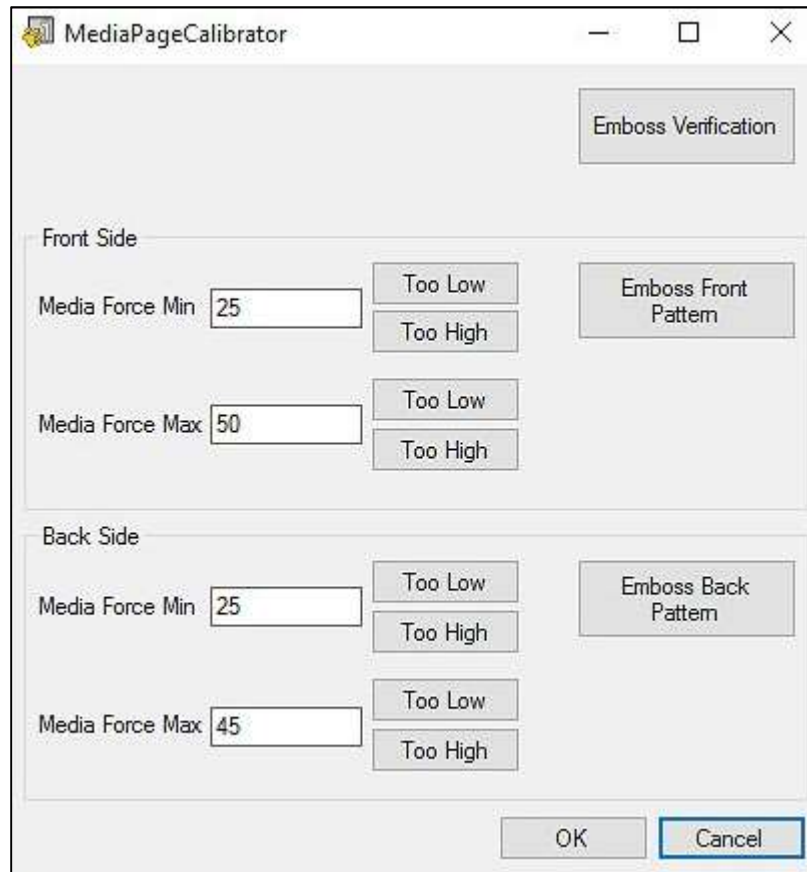 MediaPageCalibrator
Emboss Verification
Front Side
Media Force Min 25
Too Low
Too High
Emboss Front
Pattern
Media Force Max 50
Too Low
Too High
Back Side
Media Force Min 25
Too Low
Too High
Emboss Back
Pattern
Media Force Max 45
Too Low
Too High
OK
Cancel